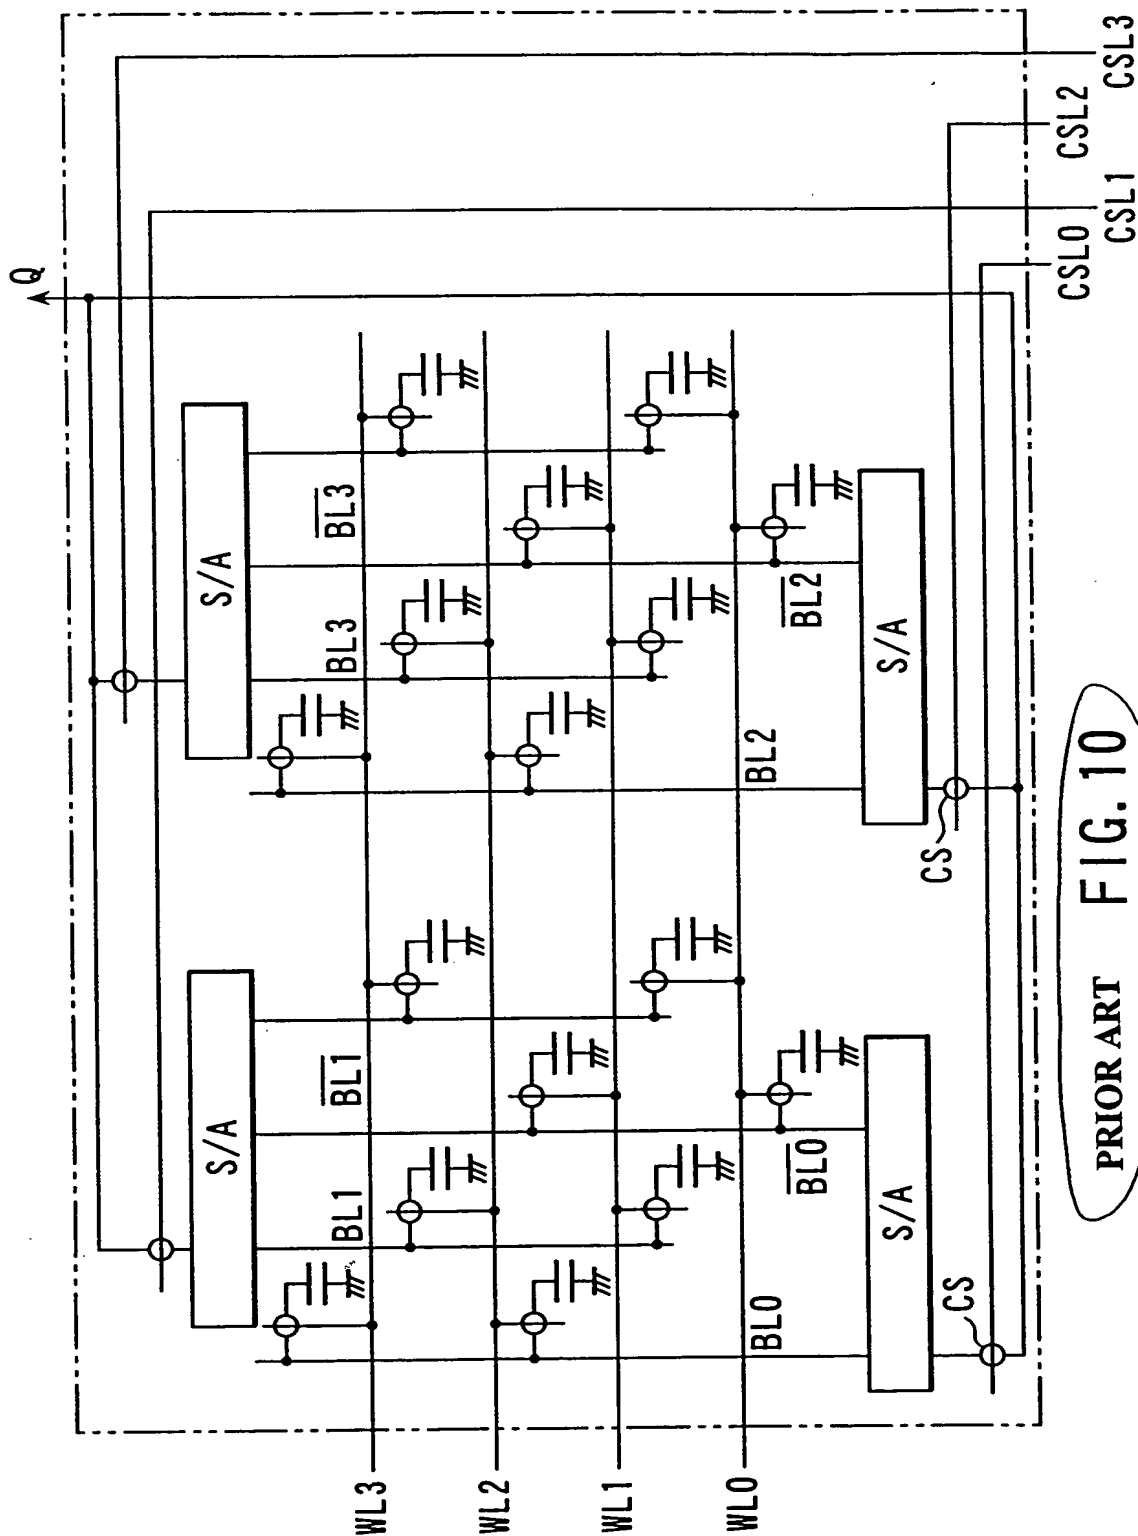 Q
S/A
S/A
BL1
BL1
BL3
BL3
WL3
WL2
WL1
WL0
BL0
BL0
BL2
BL2
S/A
S/A
CS
CS
CSL0
CSL1
CSL2
CSL3
PRIOR ART FIG. 10